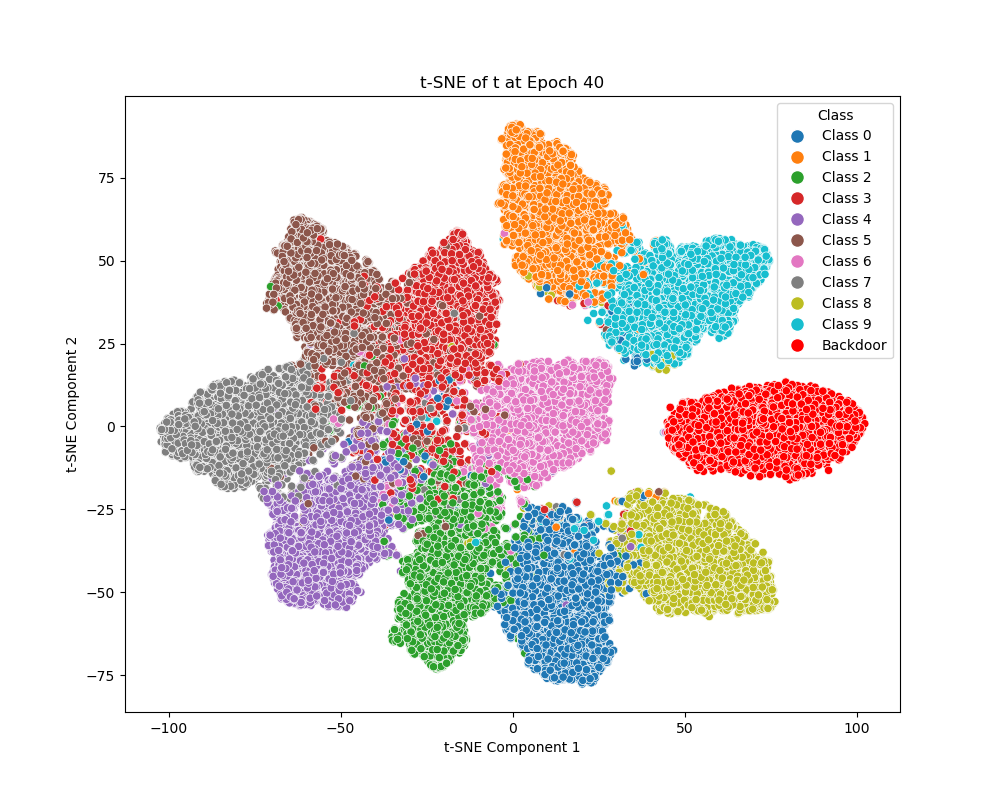 t-SNE of t at Epoch 40
Class
Class 0
Class 1
Class 2
Class 3
Class 4
Class 5
Class 6
Class 7
Class 8
Class 9
Backdoor
t-SNE Component 2
75
50
25
0
−25
−50
−75
−100
−50
0
50
100
t-SNE Component 1